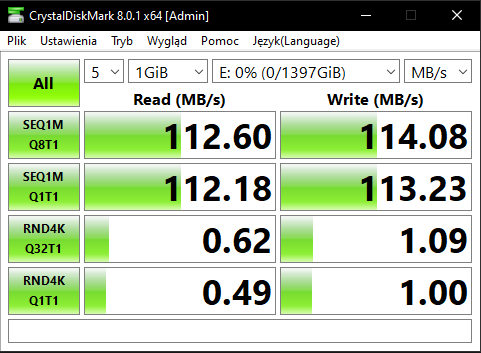 CrystalDiskMark 8.0.1 x64 [Admin]
Plik Ustawienia Tryb Wygląd Pomoc Język(Language)
All 5 1GiB E: 0% (0/1397GiB) MB/s
Read (MB/s) Write (MB/s)
SEQ1M
Q8T1 112.60 114.08
SEQ1M
Q1T1 112.18 113.23
RND4K
Q32T1 0.62 1.09
RND4K
Q1T1 0.49 1.00